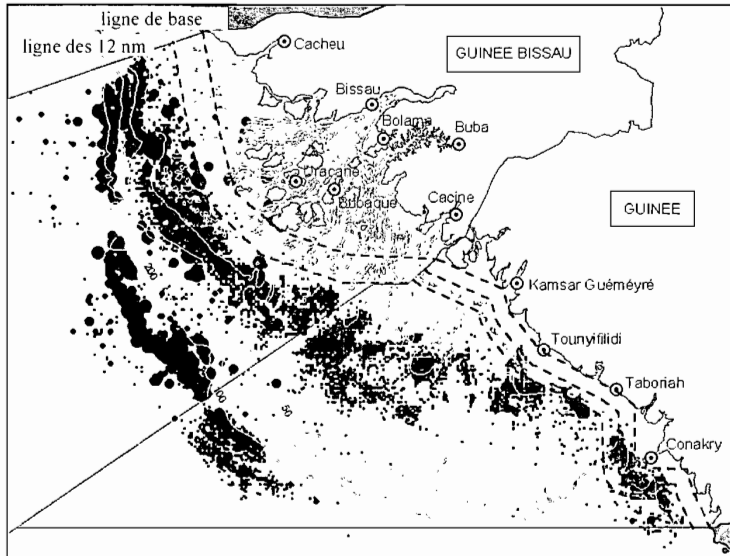 ligne de base
ligne des 12 nm
Cacheu
GUINEE BISSAU
Bissau
Bolama
Buba
Uracane
Bubaque
Cacine
GUINEE
200
Kamsar Guéméyré
Tounyifilidi
Taboriah
100
50
Conakry